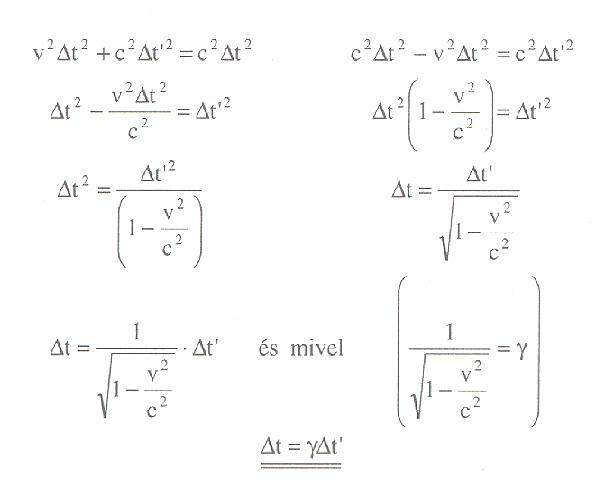 v²Δt² + c²Δt'² = c²Δt² c²Δt² − v²Δt² = c²Δt'²
Δt² − v²Δt²/c² = Δt'² Δt²(1 − v²/c²) = Δt'²
Δt² = Δt'²/(1 − v²/c²) Δt = Δt'/√(1 − v²/c²)
Δt = 1/√(1 − v²/c²) · Δt' és mivel (1/√(1 − v²/c²) = γ)
Δt = γΔt'